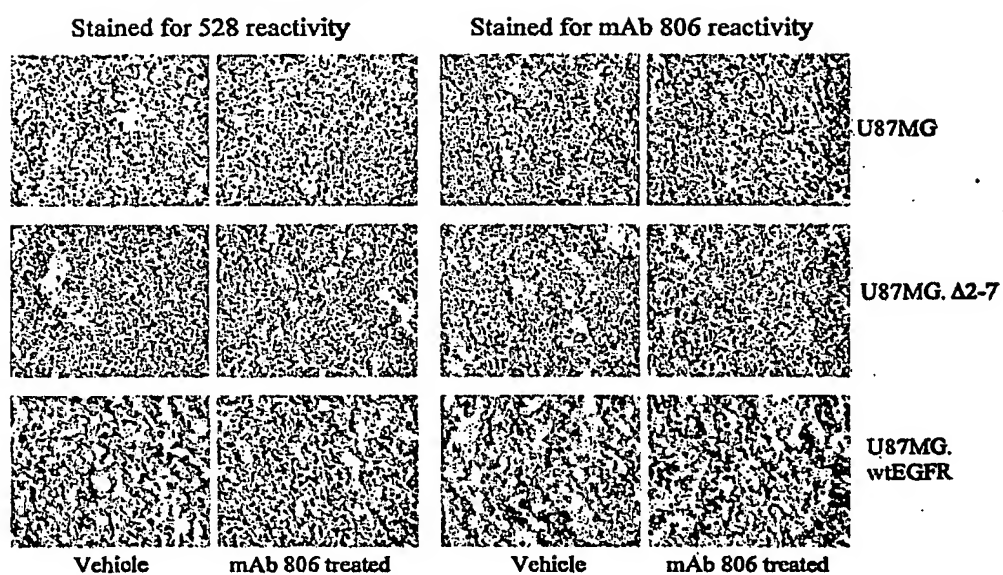 Stained for 528 reactivity
Stained for mAb 806 reactivity
U87MG
U87MG. Δ2-7
U87MG.
wtEGFR
Vehicle
mAb 806 treated
Vehicle
mAb 806 treated